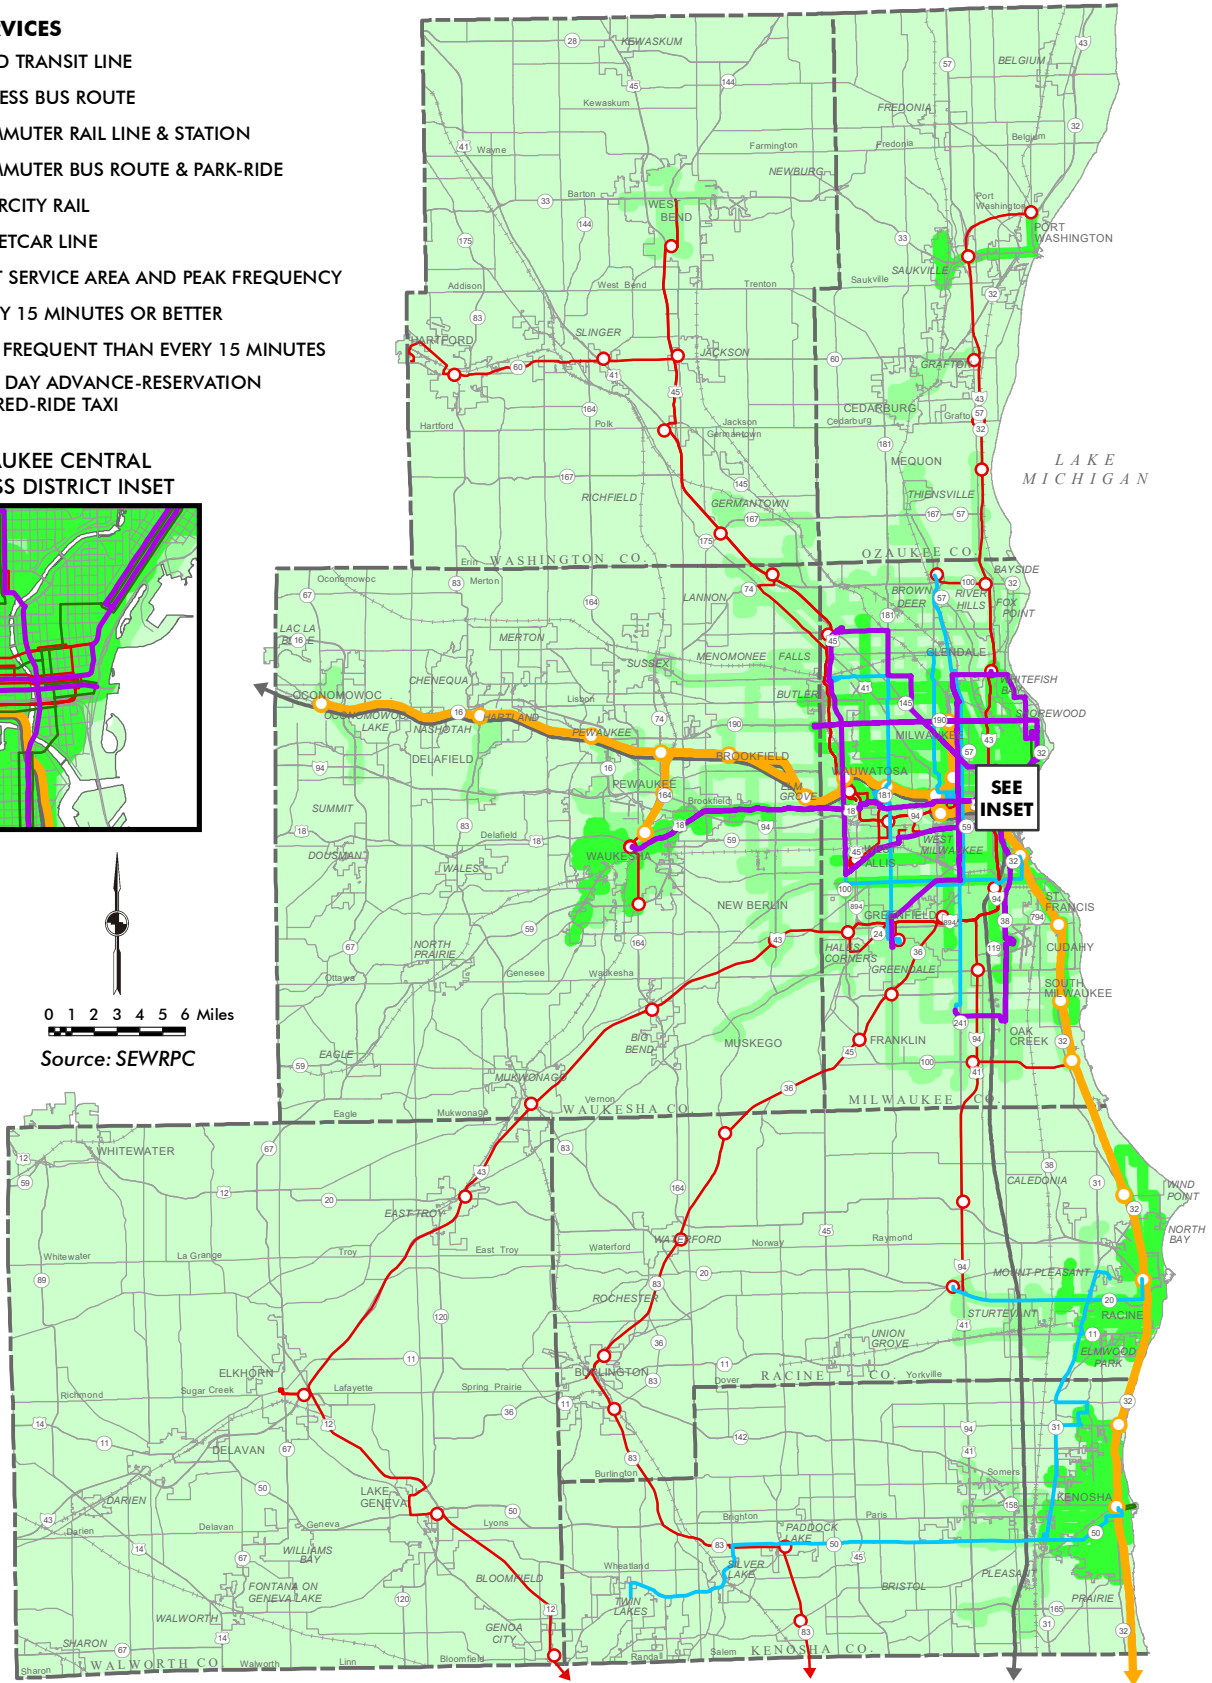 VICES
D TRANSIT LINE
ESS BUS ROUTE
MMUTER RAIL LINE & STATION
MMUTER BUS ROUTE & PARK-RIDE
RCITY RAIL
ETCAR LINE
T SERVICE AREA AND PEAK FREQUENCY
Y 15 MINUTES OR BETTER
FREQUENT THAN EVERY 15 MINUTES
DAY ADVANCE-RESERVATION
RED-RIDE TAXI
AUKEE CENTRAL
SS DISTRICT INSET
0 1 2 3 4 5 6 Miles
Source: SEWRPC
KEWASKUM
Kewaskum
Wayne
Barton
Farmington
NEWBURG
WEST
BEND
Addison
West Bend
Trenton
HARTFORD
SLINGER
JACKSON
Hartford
Polk
Jackson
Germantown
RICHFIELD
GERMANTOWN
Erin
WASHINGTON CO.
BELGIUM
FREDONIA
Fredonia
Belgium
Port
Washington
PORT
WASHINGTON
SAUKVILLE
Saukville
GRAFTON
CEDARBURG
Cedarburg
Grafto
MEQUON
THIENSVILLE
OZAUKEE CO.
LAKE
MICHIGAN
Oconomowoc
Merton
LANNON
LAC LA
MERTON
SUSSEX
MENOMONEE FALLS
BUTLER
CHENEQUA
OCONOMOWOC
OCONOMOWOC
LAKE
NASHOTAH
HARTLAND
Lisbon
PEWAUKEE
BROOKFIELD
DELAFIELD
PEWAUKEE
Brookfield
ELM
GROVE
SUMMIT
Delafield
DOUSMAN
WALES
WAUKESHA
NEW BERLIN
NORTH
PRAIRIE
Ottawa
Genesee
Waukesha
BIG
BEND
MUSKEGO
EAGLE
MUKWONAGO
Eagle
Mukwonago
Vernon
WAUKESHA CO.
BAYSIDE
BROWN
DEER
RIVER
HILLS
FOX
POINT
GLENDALE
WHITEFISH
BAY
SHOREWOOD
MILWAUKEE
WAUWATOSA
SEE
INSET
WEST
MILWAUKEE
ALLIS
GREENFIELD
HALES
CORNERS
GREENDALE
ST.
FRANCIS
CUDAHY
SOUTH
MILWAUKEE
OAK
CREEK
FRANKLIN
MILWAUKEE CO.
WHITEWATER
Whitewater
La Grange
Troy
EAST TROY
East Troy
ELKHORN
Richmond
Sugar Creek
Lafayette
Spring Prairie
DELAVAN
DARIEN
Darien
Delavan
LAKE
GENEVA
Geneva
Lyons
WILLIAMS
BAY
FONTANA ON
GENEVA LAKE
BLOOMFIELD
WALWORTH
SHARON
Sharon
WALWORTH CO.
Walworth
Linn
Bloomfield
GENOA
CITY
CALEDONIA
WIND
POINT
NORTH
BAY
Waterford
WATERFORD
Norway
Raymond
ROCHESTER
MOUNT PLEASANT
STURTEVANT
RACINE
UNION
GROVE
ELMWOOD
PARK
BURLINGTON
Dover
RACINE CO.
Yorkville
Burlington
Somers
KENOSHA
Brighton
Paris
PADDOCK
LAKE
Wheatland
SILVER
LAKE
TWIN
LAKES
BRISTOL
PLEASANT
PRAIRIE
Randall
Salem
KENOSHA CO.